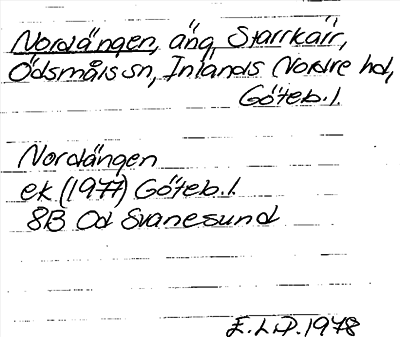 Nordängen, äng Starrkärr,
Ödsmåls sn, Inlands Nordre hd,
Göteb. l.
Nordängen
ek (1977) Göteb. l.
8B Od Svanesund
E.L.D. 1978